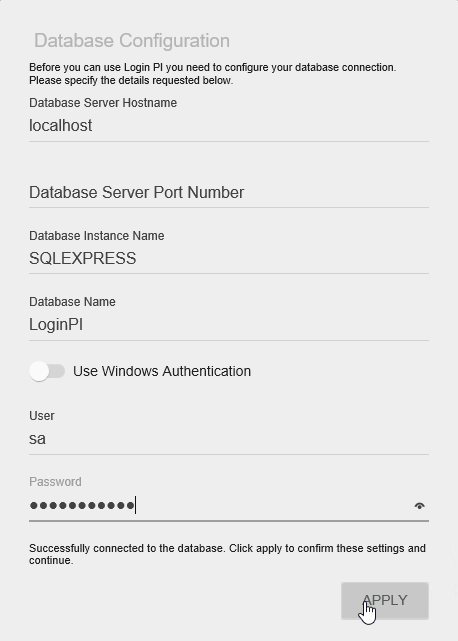 Database Configuration
Before you can use Login PI you need to configure your database connection.
Please specify the details requested below.
Database Server Hostname
localhost
Database Server Port Number
Database Instance Name
SQLEXPRESS
Database Name
LoginPI
Use Windows Authentication
User
sa
Password
●●●●●●●●●●●
Successfully connected to the database. Click apply to confirm these settings and
continue.
APPLY